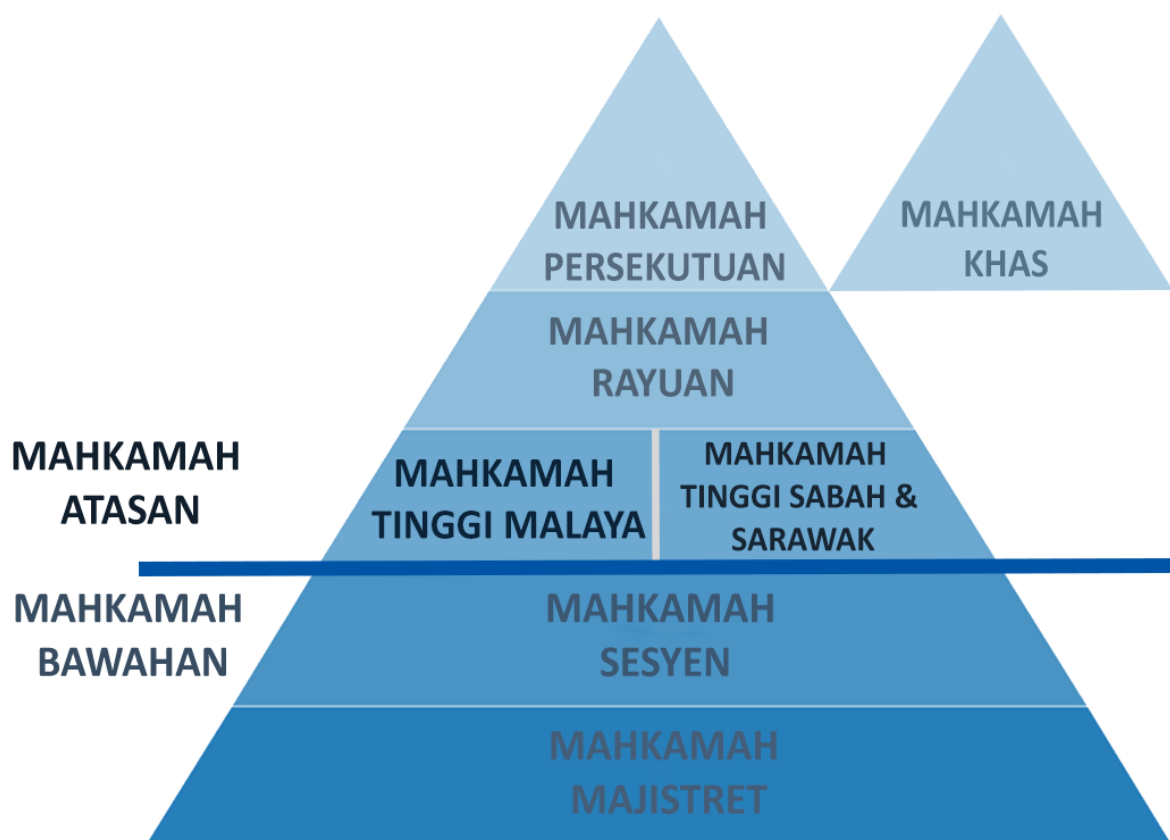 MAHKAMAH
PERSEKUTUAN
MAHKAMAH
KHAS
MAHKAMAH
RAYUAN
MAHKAMAH
ATASAN
MAHKAMAH
TINGGI MALAYA
MAHKAMAH
TINGGI SABAH &
SARAWAK
MAHKAMAH
BAWAHAN
MAHKAMAH
SESYEN
MAHKAMAH
MAJISTRET